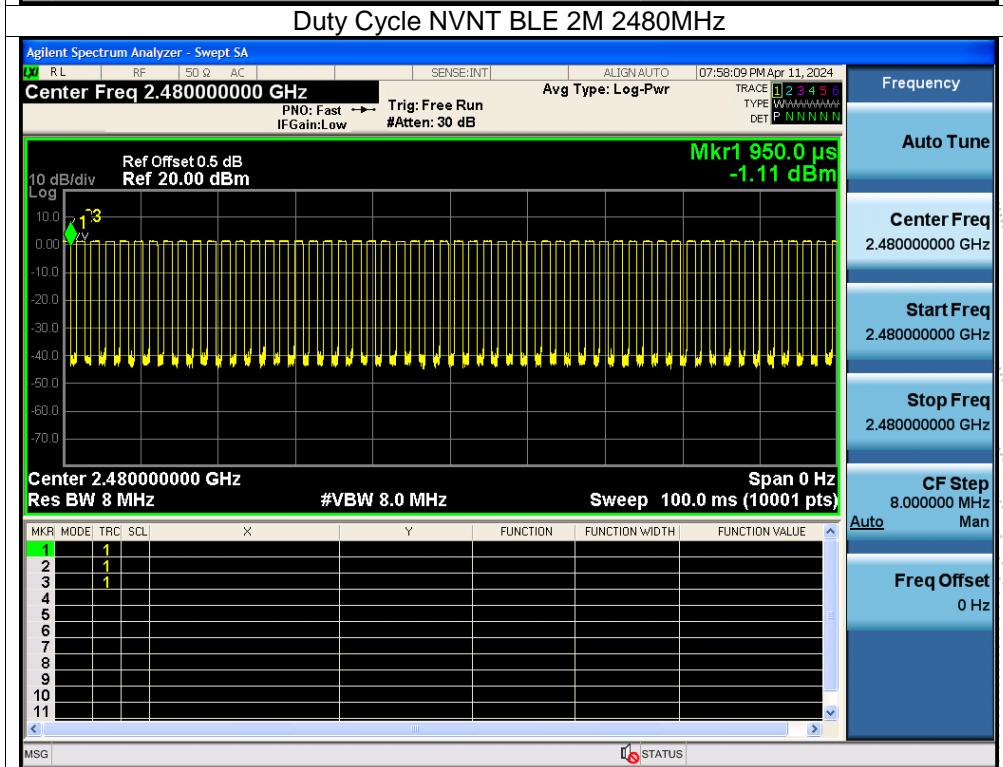 Duty Cycle NVNT BLE 2M 2480MHz
Agilent Spectrum Analyzer - Swept SA
LXI RL RF 50 Ω AC SENSE:INT ALIGN AUTO 07:58:09 PM Apr 11, 2024
Center Freq 2.480000000 GHz
PNO: Fast
IFGain:Low
Trig: Free Run
#Atten: 30 dB
Avg Type: Log-Pwr
TRACE 1 2 3 4 5 6
TYPE WWWWWW
DET P N N N N N
Mkr1 950.0 µs
-1.11 dBm
Ref Offset 0.5 dB
10 dB/div Ref 20.00 dBm
Log
10.0
0.00
-10.0
-20.0
-30.0
-40.0
-50.0
-60.0
-70.0
1
3
Center 2.480000000 GHz Span 0 Hz
Res BW 8 MHz #VBW 8.0 MHz Sweep 100.0 ms (10001 pts)
MKR MODE TRC SCL X Y FUNCTION FUNCTION WIDTH FUNCTION VALUE
1 1
2 1
3 1
4
5
6
7
8
9
10
11
MSG STATUS
Frequency
Auto Tune
Center Freq
2.480000000 GHz
Start Freq
2.480000000 GHz
Stop Freq
2.480000000 GHz
CF Step
8.000000 MHz
Auto Man
Freq Offset
0 Hz